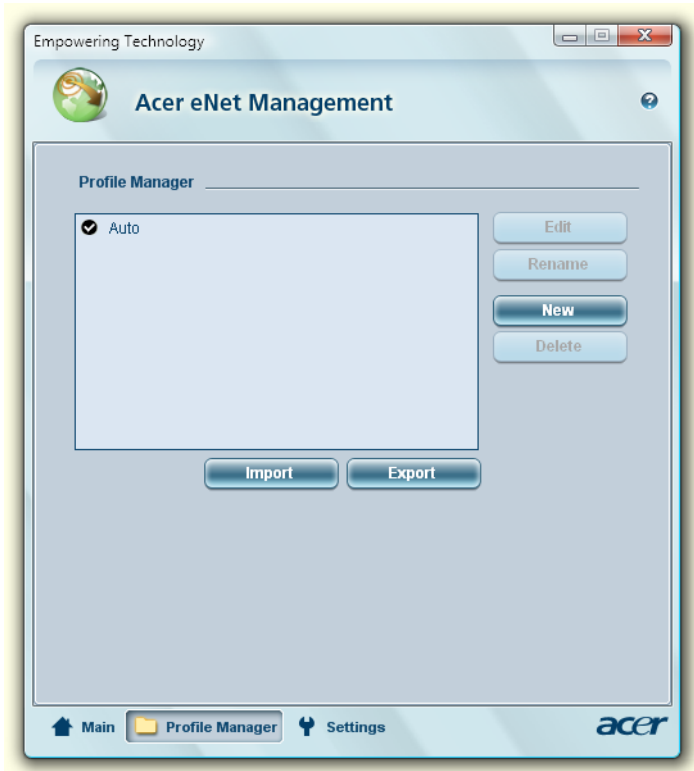 Empowering Technology
Acer eNet Management
Profile Manager
Auto
Edit
Rename
New
Delete
Import Export
Main Profile Manager Settings acer